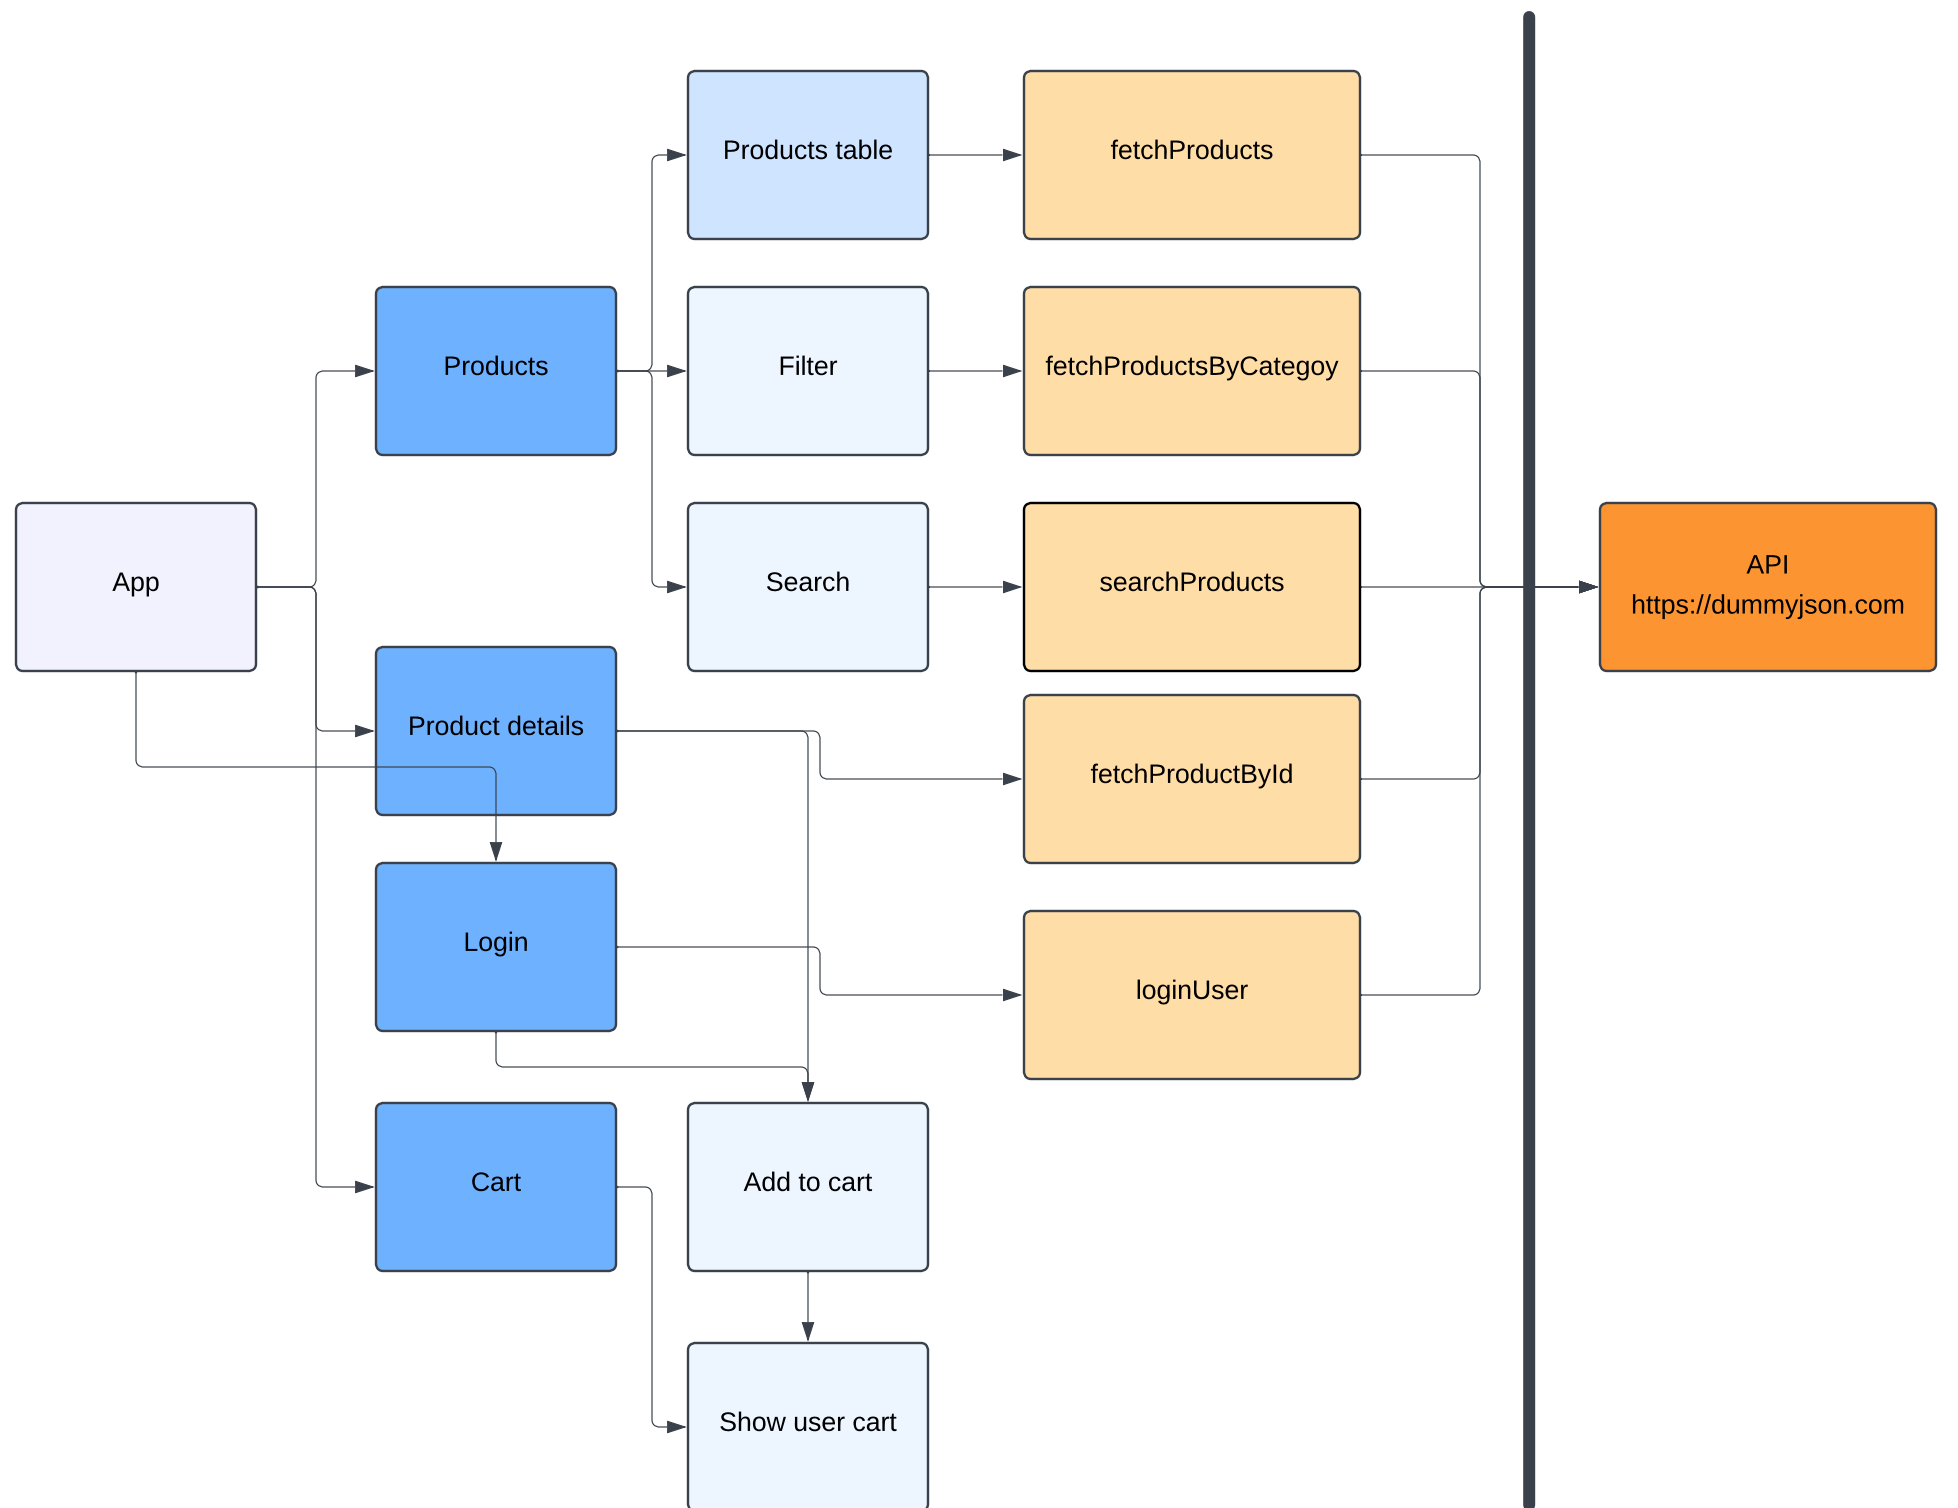 Products table
fetchProducts
Products
Filter
fetchProductsByCategoy
App
Search
searchProducts
API
https://dummyjson.com
Product details
fetchProductById
Login
loginUser
Cart
Add to cart
Show user cart